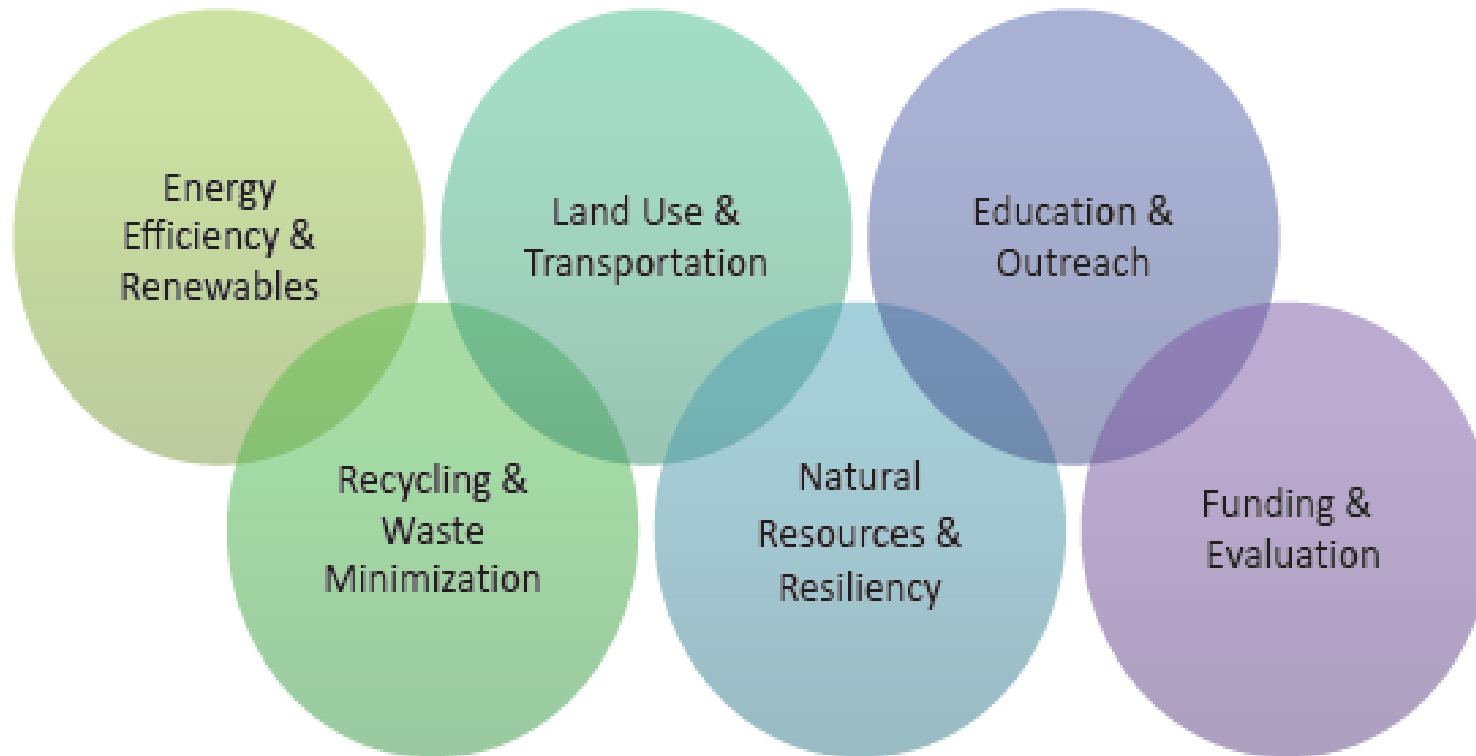 Energy
Efficiency &
Renewables
Land Use &
Transportation
Education &
Outreach
Recycling &
Waste
Minimization
Natural
Resources &
Resiliency
Funding &
Evaluation